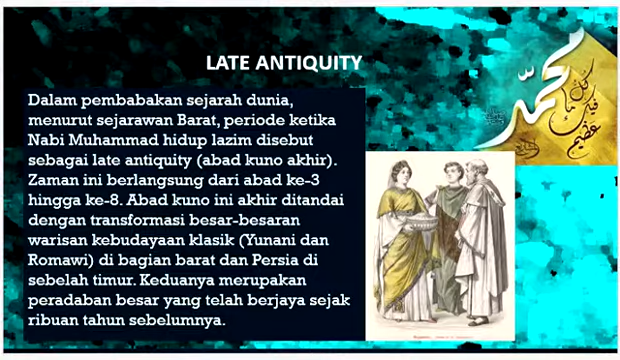 LATE ANTIQUITY
Dalam pembabakan sejarah dunia,
menurut sejarawan Barat, periode ketika
Nabi Muhammad hidup lazim disebut
sebagai late antiquity (abad kuno akhir).
Zaman ini berlangsung dari abad ke-3
hingga ke-8. Abad kuno ini akhir ditandai
dengan transformasi besar-besaran
warisan kebudayaan klasik (Yunani dan
Romawi) di bagian barat dan Persia di
sebelah timur. Keduanya merupakan
peradaban besar yang telah berjaya sejak
ribuan tahun sebelumnya.
محمد